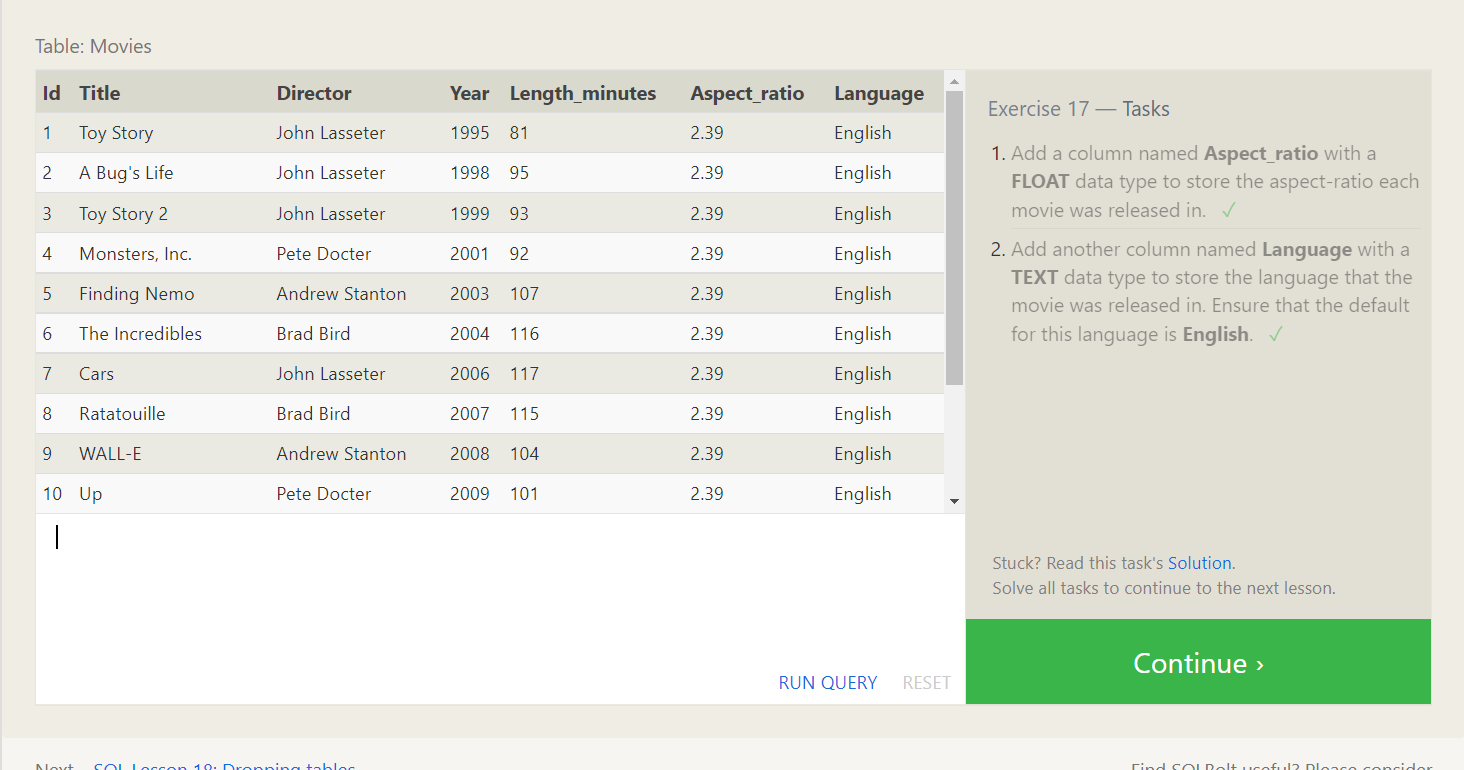 Table: Movies
Id Title Director Year Length_minutes Aspect_ratio Language
1 Toy Story John Lasseter 1995 81 2.39 English
2 A Bug's Life John Lasseter 1998 95 2.39 English
3 Toy Story 2 John Lasseter 1999 93 2.39 English
4 Monsters, Inc. Pete Docter 2001 92 2.39 English
5 Finding Nemo Andrew Stanton 2003 107 2.39 English
6 The Incredibles Brad Bird 2004 116 2.39 English
7 Cars John Lasseter 2006 117 2.39 English
8 Ratatouille Brad Bird 2007 115 2.39 English
9 WALL-E Andrew Stanton 2008 104 2.39 English
10 Up Pete Docter 2009 101 2.39 English
RUN QUERY RESET
Exercise 17 — Tasks
1. Add a column named Aspect_ratio with a
FLOAT data type to store the aspect-ratio each
movie was released in. ✓
2. Add another column named Language with a
TEXT data type to store the language that the
movie was released in. Ensure that the default
for this language is English. ✓
Stuck? Read this task's Solution.
Solve all tasks to continue to the next lesson.
Continue ›
Next – SQL Lesson 18: Dropping tables
Find SQLBolt useful? Please consider